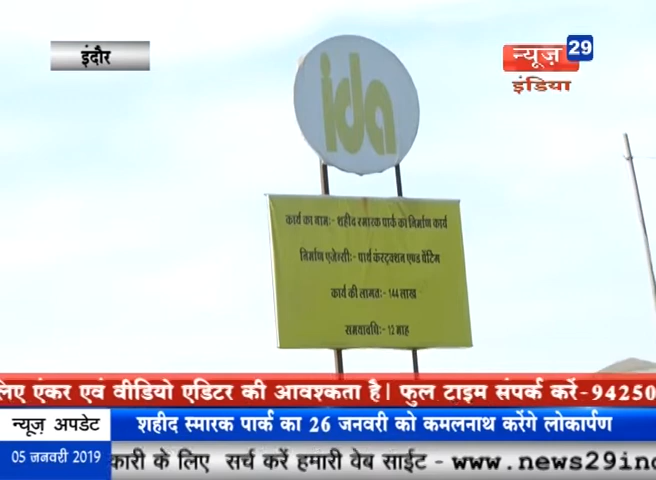 इंदौर
न्यूज़ 29
इंडिया
ida
कार्य का नाम:- शहीद स्मारक पार्क का निर्माण कार्य
निर्माण एजेन्सी:- पार्थ कंस्ट्रक्शन एण्ड पेंटिंग
कार्य की लागत:- 144 लाख
समयावधि:- 12 माह
लिए एंकर एवं वीडियो एडिटर की आवश्कता है। फुल टाइम संपर्क करें-94250
न्यूज़ अपडेट
शहीद स्मारक पार्क का 26 जनवरी को कमलनाथ करेंगे लोकार्पण
05 जनवरी 2019
कारी के लिए सर्च करें हमारी वेब साईट - www.news29ind